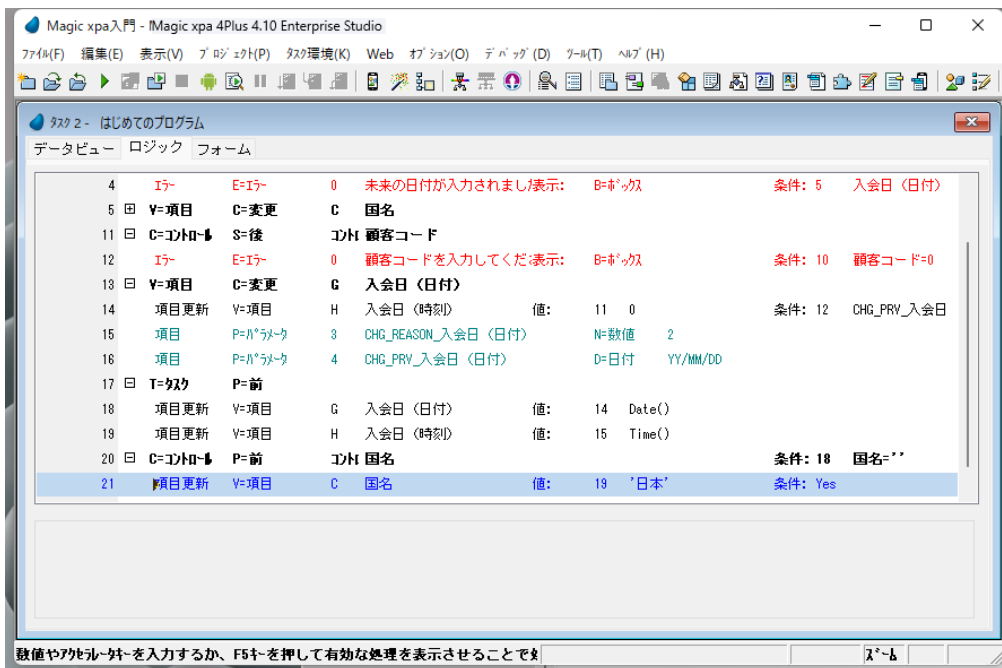 Magic xpa入門 - IMagic xpa 4Plus 4.10 Enterprise Studio
ﾌｧｲﾙ(F) 編集(E) 表示(V) ﾌﾟﾛｼﾞｪｸﾄ(P) ﾀｽｸ環境(K) Web ｵﾌﾟｼｮﾝ(O) ﾃﾞﾊﾞｯｸﾞ(D) ﾂｰﾙ(T) ﾍﾙﾌﾟ(H)
ﾀｽｸ 2 - はじめてのプログラム
データビュー ロジック フォーム
4 ｴﾗｰ E=ｴﾗｰ 0 未来の日付が入力されまし 表示: B=ﾎﾞｯｸｽ 条件: 5 入会日（日付）
5 V=項目 C=変更 C 国名
11 C=ｺﾝﾄﾛｰﾙ S=後 ｺﾝﾄﾛ 顧客コード
12 ｴﾗｰ E=ｴﾗｰ 0 顧客コードを入力してくだ 表示: B=ﾎﾞｯｸｽ 条件: 10 顧客コード=0
13 V=項目 C=変更 G 入会日（日付）
14 項目更新 V=項目 H 入会日（時刻） 値: 11 0 条件: 12 CHG_PRV_入会日
15 項目 P=ﾊﾟﾗﾒｰﾀ 3 CHG_REASON_入会日（日付） N=数値 2
16 項目 P=ﾊﾟﾗﾒｰﾀ 4 CHG_PRV_入会日（日付） D=日付 YY/MM/DD
17 T=ﾀｽｸ P=前
18 項目更新 V=項目 G 入会日（日付） 値: 14 Date()
19 項目更新 V=項目 H 入会日（時刻） 値: 15 Time()
20 C=ｺﾝﾄﾛｰﾙ P=前 ｺﾝﾄﾛ 国名 条件: 18 国名=''
21 項目更新 V=項目 C 国名 値: 19 '日本' 条件: Yes
数値やｱｸｾﾗﾚｰﾀｷｰを入力するか、F5ｷｰを押して有効な処理を表示させることで ｽﾞｰﾑ